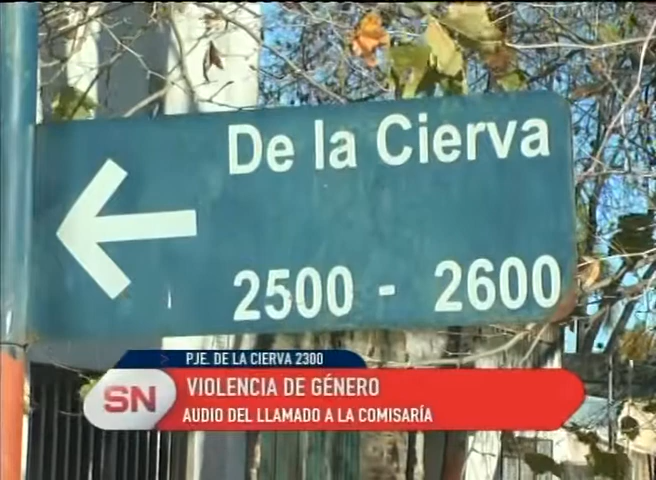 De la Cierva
2500 - 2600
PJE. DE LA CIERVA 2300
SN
VIOLENCIA DE GÉNERO
AUDIO DEL LLAMADO A LA COMISARÍA